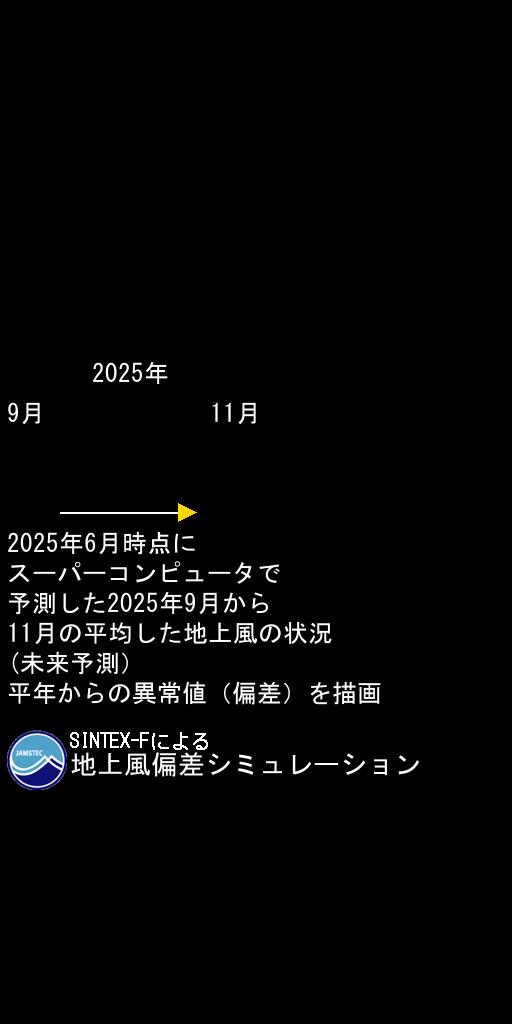 2025年
9月 11月
2025年6月時点に
スーパーコンピュータで
予測した2025年9月から
11月の平均した地上風の状況
(未来予測)
平年からの異常値（偏差）を描画
SINTEX-Fによる
JAMSTEC
地上風偏差シミュレーション